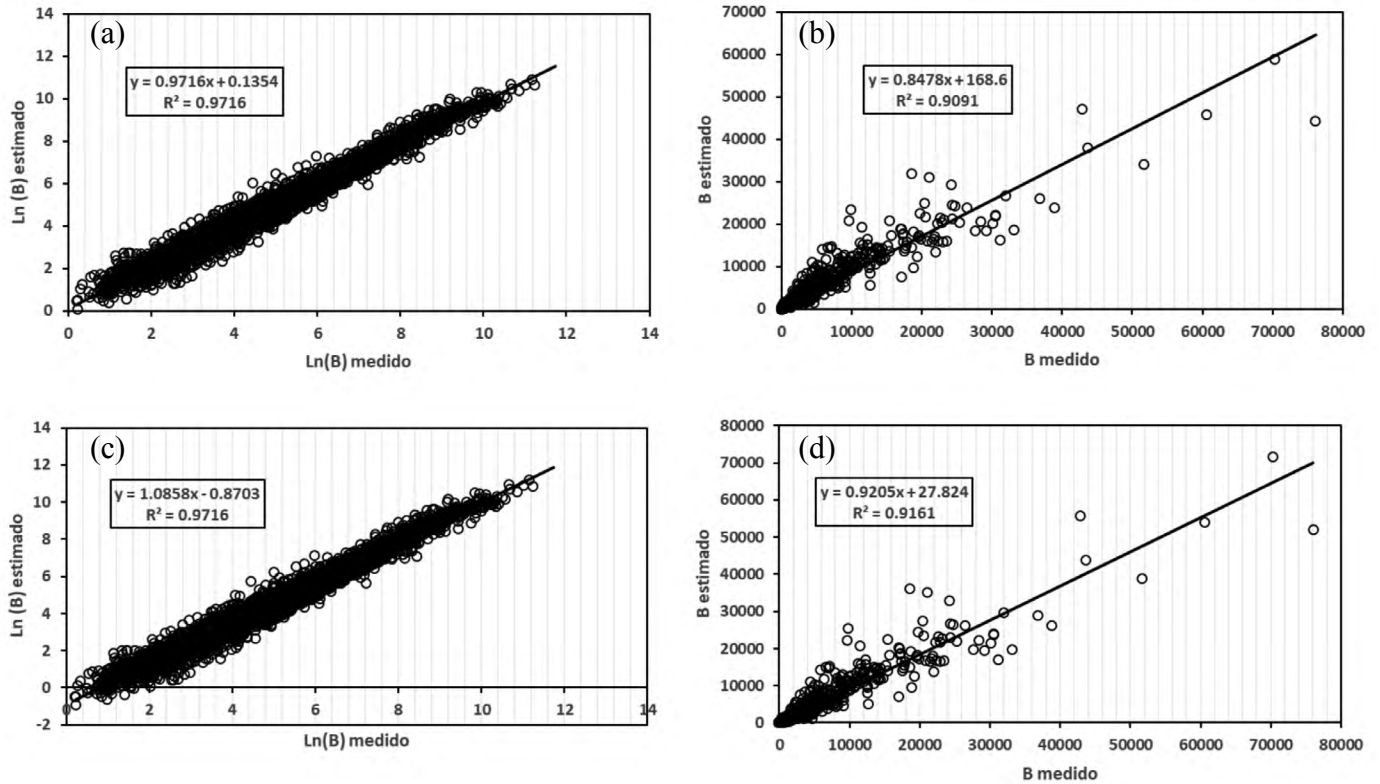 (a)
y = 0.9716x + 0.1354
R² = 0.9716
Ln (B) estimado
14
12
10
8
6
4
2
0
0 2 4 6 8 10 12 14
Ln(B) medido
(b)
y = 0.8478x + 168.6
R² = 0.9091
B estimado
70000
60000
50000
40000
30000
20000
10000
0
0 10000 20000 30000 40000 50000 60000 70000 80000
B medido
(c)
y = 1.0858x - 0.8703
R² = 0.9716
Ln (B) estimado
14
12
10
8
6
4
2
0
-2
0 2 4 6 8 10 12 14
Ln(B) medido
(d)
y = 0.9205x + 27.824
R² = 0.9161
B estimado
80000
70000
60000
50000
40000
30000
20000
10000
0
0 10000 20000 30000 40000 50000 60000 70000 80000
B medido